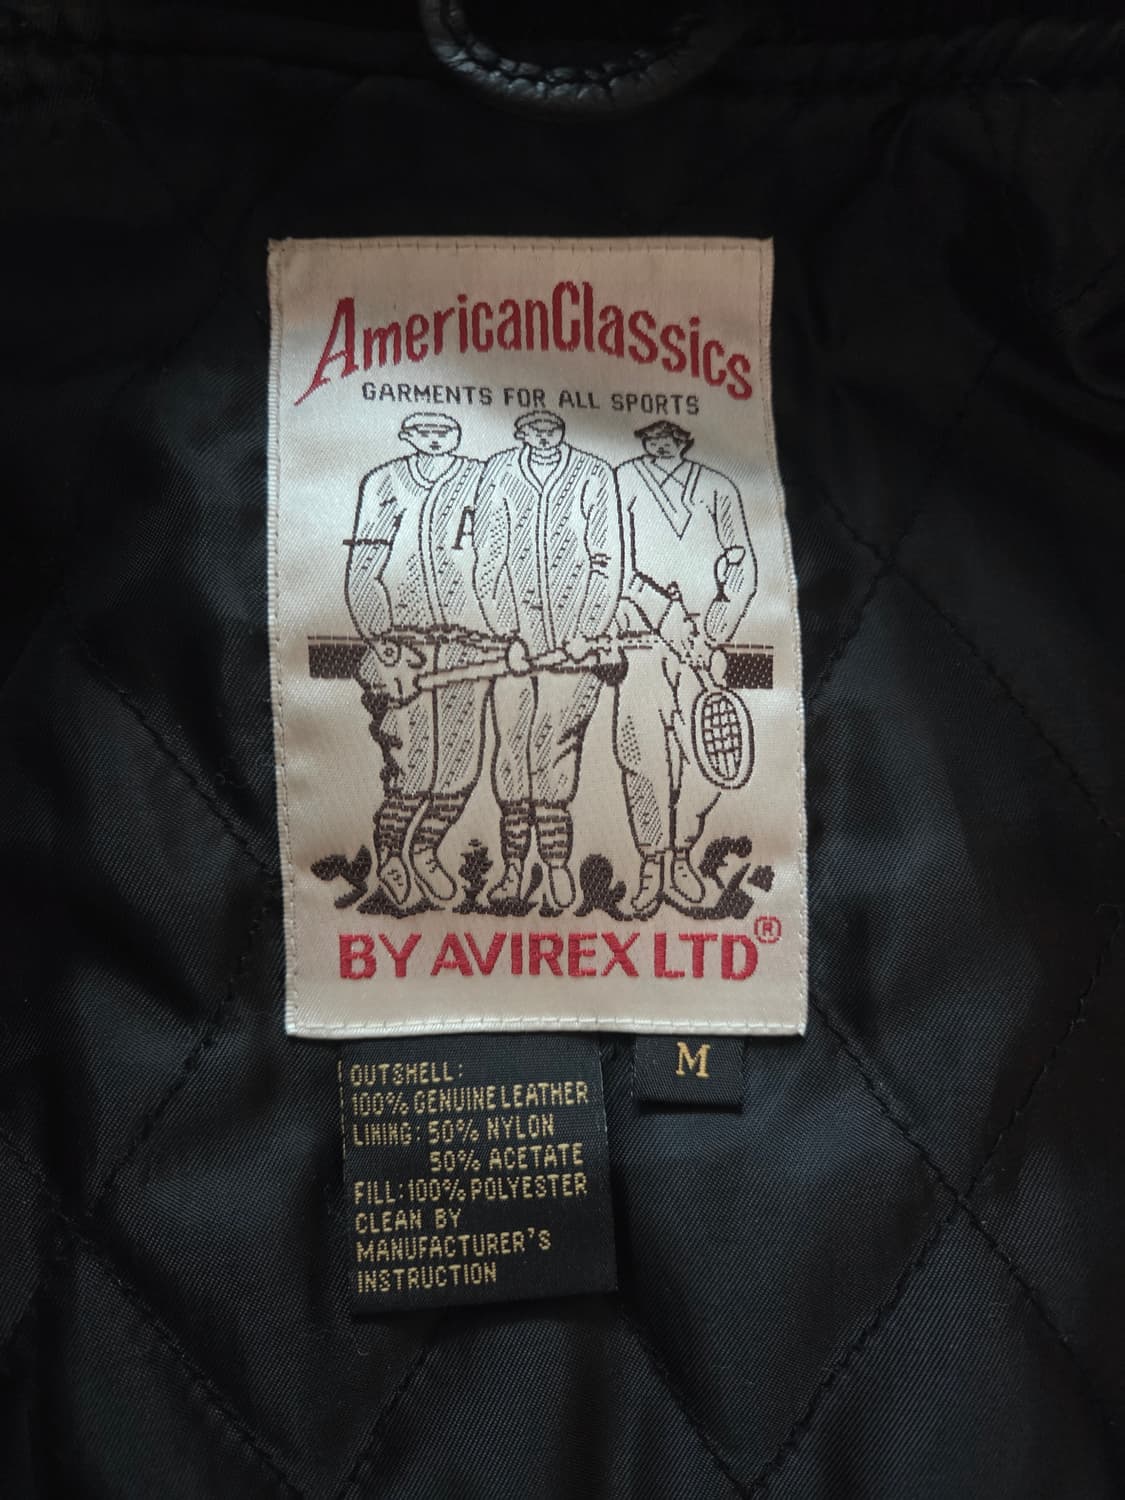 AmericanClassics
GARMENTS FOR ALL SPORTS
A
BY AVIREX LTD®
M
OUTSHELL:
100% GENUINE LEATHER
LINING: 50% NYLON
50% ACETATE
FILL: 100% POLYESTER
CLEAN BY
MANUFACTURER'S
INSTRUCTION